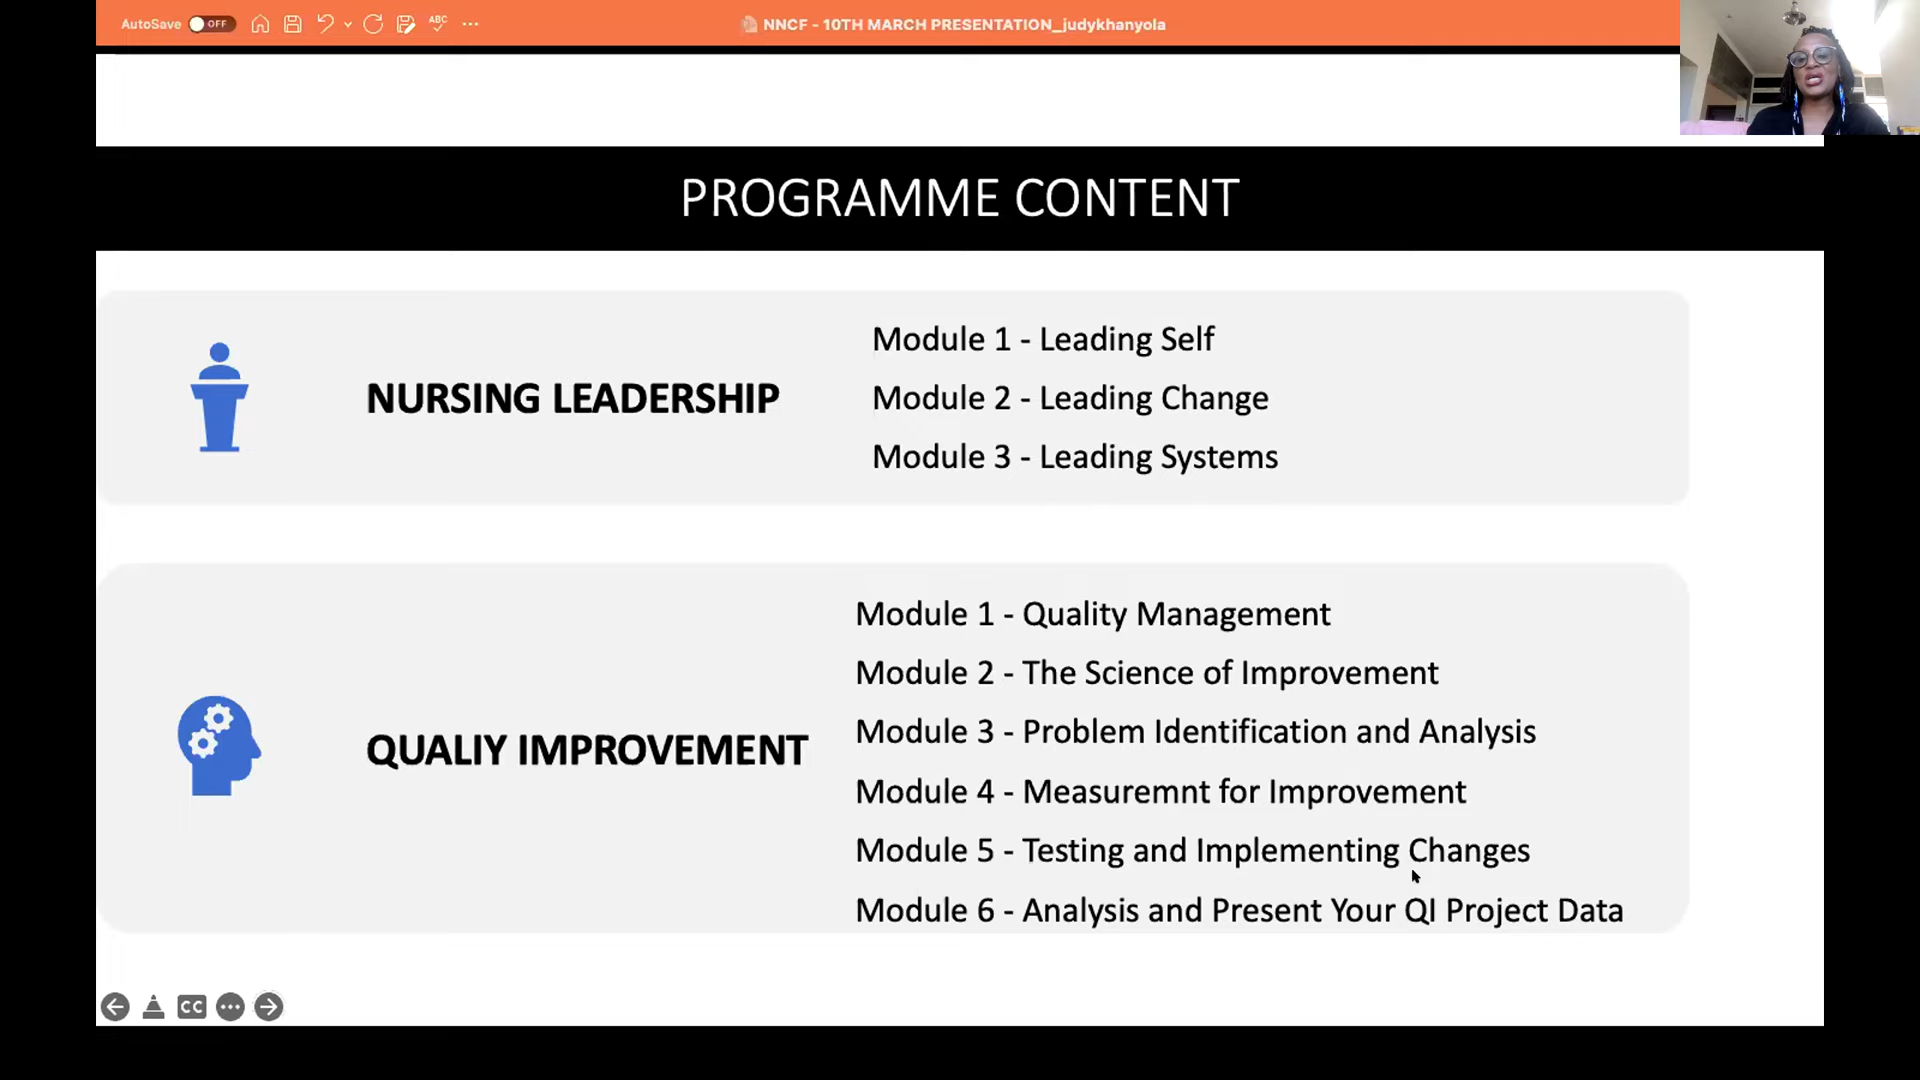 AutoSave OFF
ABC
NNCF - 10TH MARCH PRESENTATION_judykhanyola
PROGRAMME CONTENT
NURSING LEADERSHIP
Module 1 - Leading Self
Module 2 - Leading Change
Module 3 - Leading Systems
QUALIY IMPROVEMENT
Module 1 - Quality Management
Module 2 - The Science of Improvement
Module 3 - Problem Identification and Analysis
Module 4 - Measuremnt for Improvement
Module 5 - Testing and Implementing Changes
Module 6 - Analysis and Present Your QI Project Data
CC